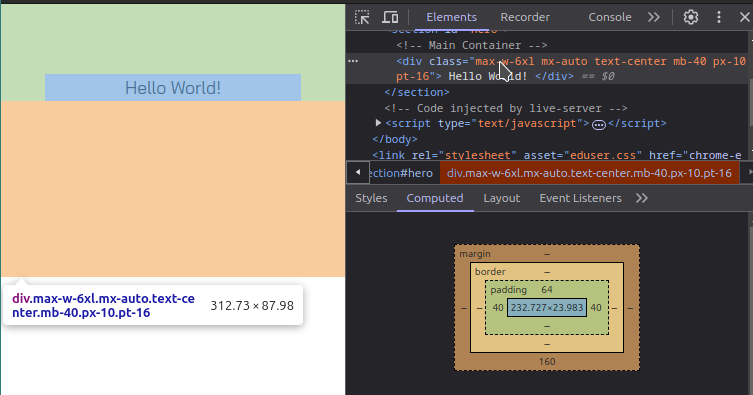 Hello World!
div.max-w-6xl.mx-auto.text-ce
nter.mb-40.px-10.pt-16
312.73 × 87.98
Elements Recorder Console
<section id="hero">
<!-- Main Container -->
<div class="max-w-6xl mx-auto text-center mb-40 px-10
pt-16"> Hello World! </div> == $0
</section>
<!-- Code injected by live-server -->
<script type="text/javascript"></script>
</body>
<link rel="stylesheet" asset="eduser.css" href="chrome-e
ection#hero div.max-w-6xl.mx-auto.text-center.mb-40.px-10.pt-16
Styles Computed Layout Event Listeners
margin –
border –
padding 64
– – 40 232.727×23.983 40 – –
–
–
160